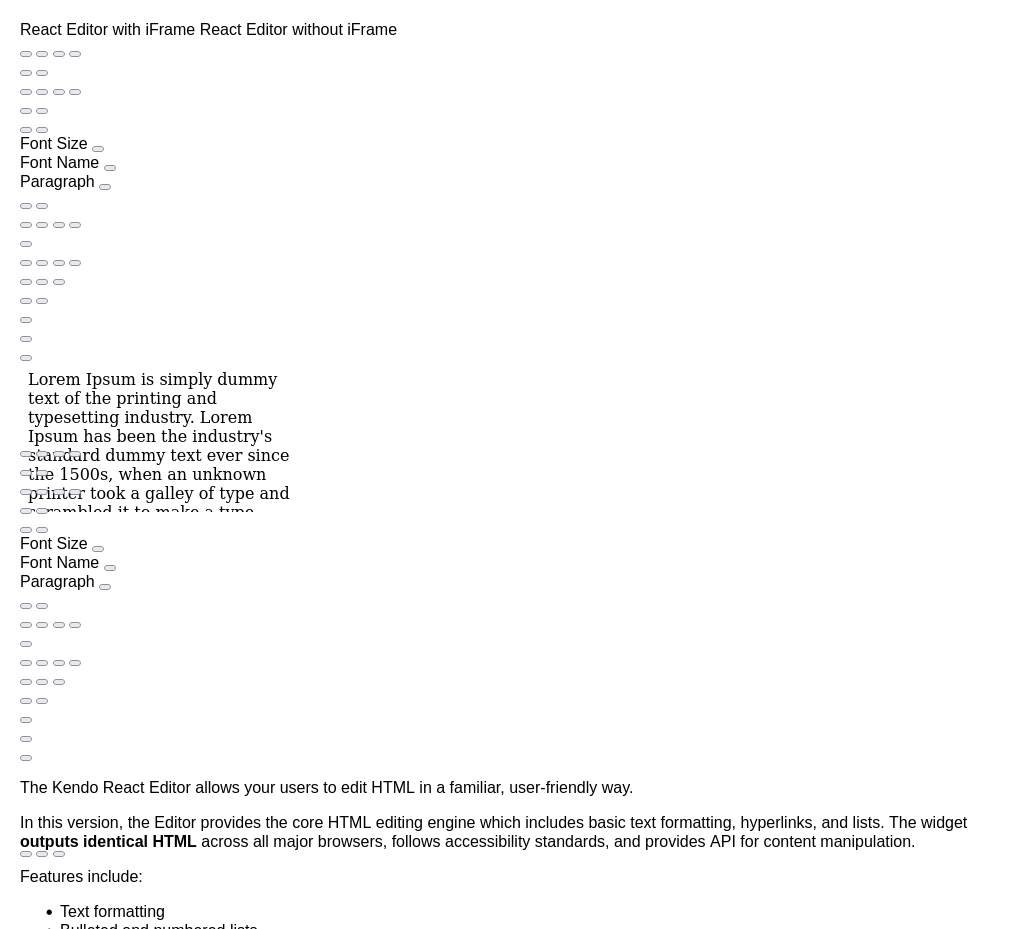 React Editor with iFrame React Editor without iFrame
Font Size
Font Name
Paragraph
Lorem Ipsum is simply dummy
text of the printing and
typesetting industry. Lorem
Ipsum has been the industry's
standard dummy text ever since
the 1500s, when an unknown
printer took a galley of type and
scrambled it to make a type
Font Size
Font Name
Paragraph
The Kendo React Editor allows your users to edit HTML in a familiar, user-friendly way.
In this version, the Editor provides the core HTML editing engine which includes basic text formatting, hyperlinks, and lists. The widget
outputs identical HTML across all major browsers, follows accessibility standards, and provides API for content manipulation.
Features include:
• Text formatting
• Bulleted and numbered lists